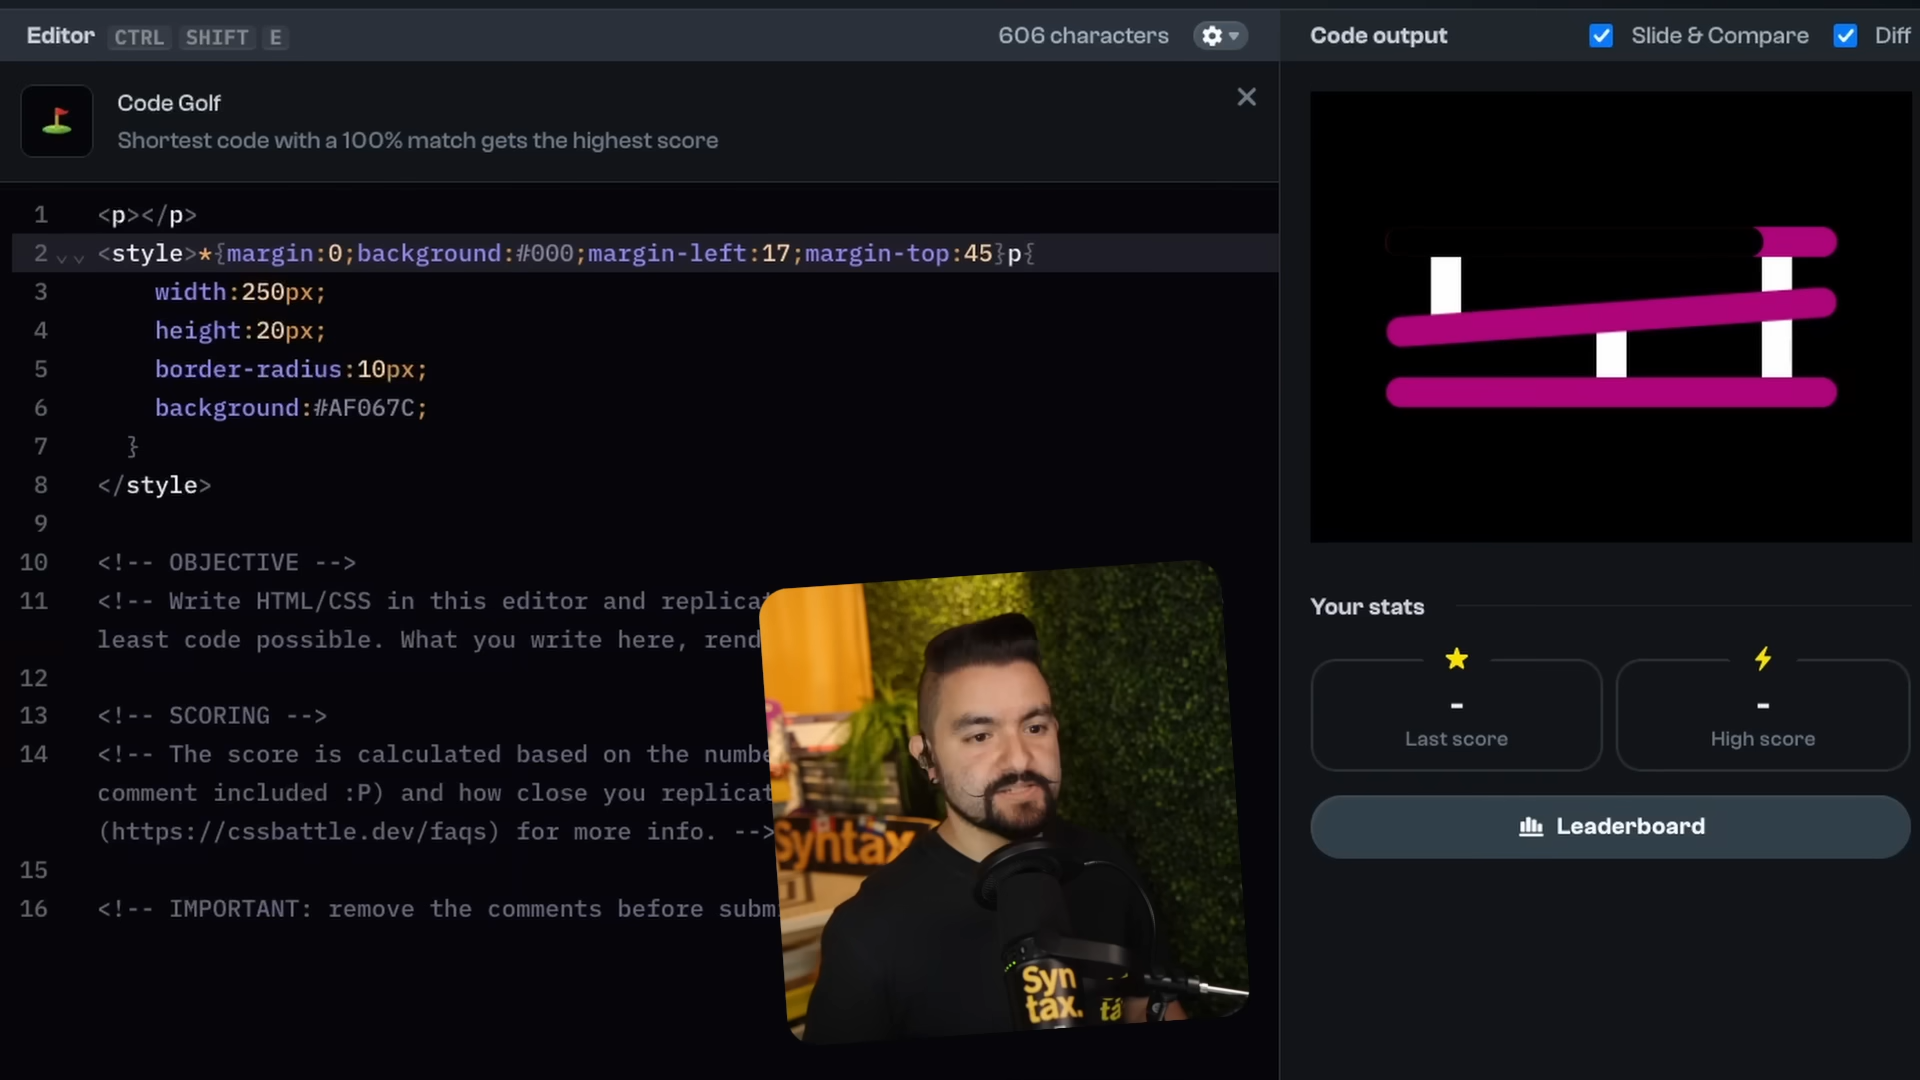 Editor CTRL SHIFT E
606 characters
Code Golf
Shortest code with a 100% match gets the highest score
1 <p></p>
2 <style>*{margin:0;background:#000;margin-left:17;margin-top:45}p{
3 width:250px;
4 height:20px;
5 border-radius:10px;
6 background:#AF067C;
7 }
8 </style>
9
10 <!-- OBJECTIVE -->
11 <!-- Write HTML/CSS in this editor and replicat
least code possible. What you write here, rend
12
13 <!-- SCORING -->
14 <!-- The score is calculated based on the numbe
comment included :P) and how close you replicat
(https://cssbattle.dev/faqs) for more info. -->
15
16 <!-- IMPORTANT: remove the comments before subm
Syntax
Syn
tax.
ta
Code output
Slide & Compare
Diff
Your stats
-
Last score
-
High score
Leaderboard